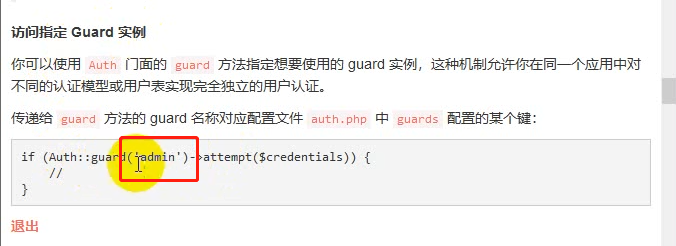 访问指定 Guard 实例
你可以使用 Auth 门面的 guard 方法指定想要使用的 guard 实例，这种机制允许你在同一个应用中对
不同的认证模型或用户表实现完全独立的用户认证。
传递给 guard 方法的 guard 名称对应配置文件 auth.php 中 guards 配置的某个键：
if (Auth::guard('admin')->attempt($credentials)) {
//
}
退出